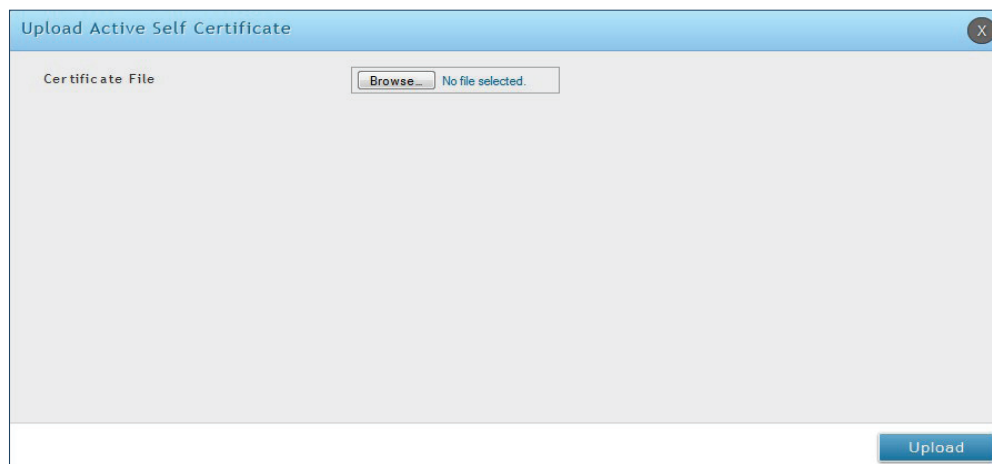 Upload Active Self Certificate
X
Certificate File
Browse... No file selected.
Upload